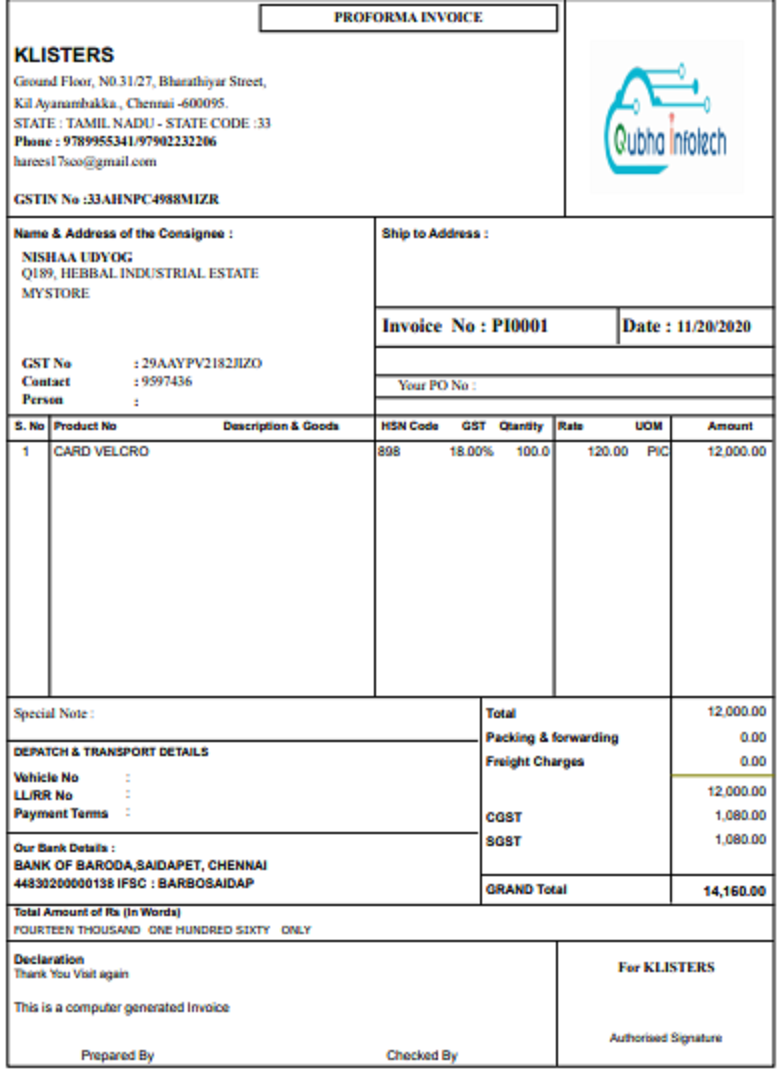 PROFORMA INVOICE
KLISTERS
Ground Floor, N0.31/27, Bharathiyar Street,
Kil Ayanambakka., Chennai -600095.
STATE : TAMIL NADU - STATE CODE :33
Phone : 9789955341/97902232206
harees17sco@gmail.com
GSTIN No :33AHNPC4988MIZR
Qubha Infotech
Name & Address of the Consignee :
NISHAA UDYOG
Q189, HEBBAL INDUSTRIAL ESTATE
MYSTORE
GST No : 29AAYPV2182JIZO
Contact : 9597436
Person :
Ship to Address :
Invoice No : PI0001 Date : 11/20/2020
Your PO No :
S. No Product No Description & Goods HSN Code GST Qtantity Rate UOM Amount
1 CARD VELCRO 898 18.00% 100.0 120.00 PIC 12,000.00
Special Note :
DEPATCH & TRANSPORT DETAILS
Vehicle No :
LL/RR No :
Payment Terms :
Our Bank Details :
BANK OF BARODA,SAIDAPET, CHENNAI
44830200000138 IFSC : BARBOSAIDAP
Total 12,000.00
Packing & forwarding 0.00
Freight Charges 0.00
12,000.00
CGST 1,080.00
SGST 1,080.00
GRAND Total 14,160.00
Total Amount of Rs (In Words)
FOURTEEN THOUSAND ONE HUNDRED SIXTY ONLY
Declaration
Thank You Visit again
This is a computer generated Invoice
Prepared By Checked By
For KLISTERS
Authorised Signature